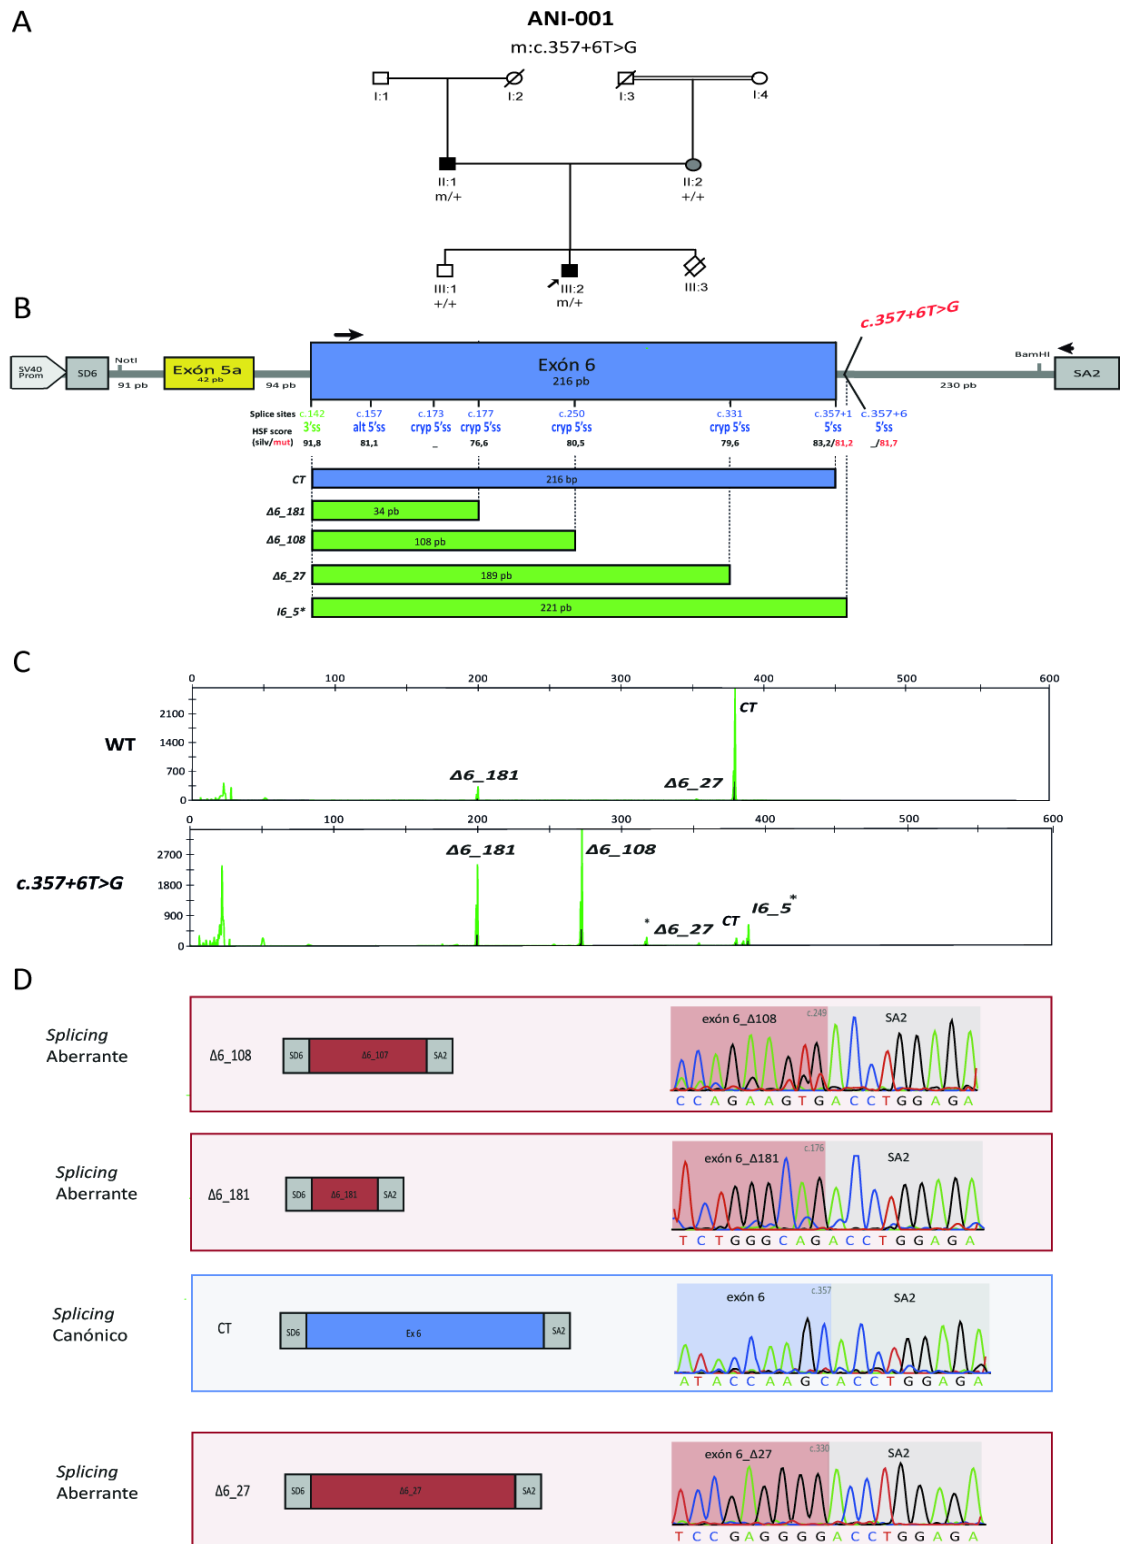 A
ANI-001
m:c.357+6T>G
I:1
I:2
I:3
I:4
II:1
m/+
II:2
+/+
III:1
+/+
III:2
m/+
III:3
B
c.357+6T>G
SV40
Prom
SD6
NotI
91 pb
Exón 5a
42 pb
94 pb
Exón 6
216 pb
BamHI
230 pb
SA2
Splice sites c.142 c.157 c.173 c.177 c.250 c.331 c.357+1 c.357+6
3'ss alt 5'ss cryp 5'ss cryp 5'ss cryp 5'ss cryp 5'ss 5'ss 5'ss
HSF score
(silv/mut) 91,8 81,1 _ 76,6 80,5 79,6 83,2/81,2 _/81,7
CT 216 bp
Δ6_181 34 pb
Δ6_108 108 pb
Δ6_27 189 pb
I6_5* 221 pb
C
0 100 200 300 400 500 600
WT
2100
1400
700
0
Δ6_181
Δ6_27
CT
0 100 200 300 400 500 600
c.357+6T>G
2700
1800
900
0
Δ6_181
Δ6_108
*
Δ6_27
CT
I6_5*
D
Splicing
Aberrante
Δ6_108
SD6 Δ6_107 SA2
exón 6_Δ108 c.249 SA2
C C A G A A G T G A C C T G G A G A
Splicing
Aberrante
Δ6_181
SD6 Δ6_181 SA2
exón 6_Δ181 c.176 SA2
T C T G G G C A G A C C T G G A G A
Splicing
Canónico
CT
SD6 Ex 6 SA2
exón 6 c.357 SA2
A T A C C A A G C A C C T G G A G A
Splicing
Aberrante
Δ6_27
SD6 Δ6_27 SA2
exón 6_Δ27 c.330 SA2
T C C G A G G G G A C C T G G A G A